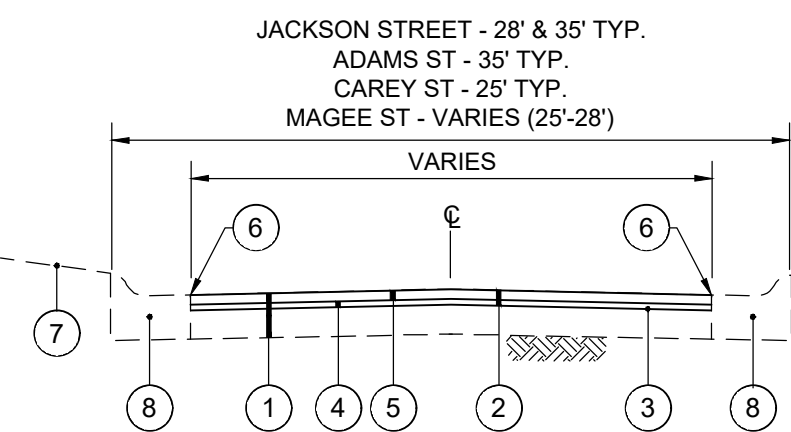 JACKSON STREET - 28' & 35' TYP.
ADAMS ST - 35' TYP.
CAREY ST - 25' TYP.
MAGEE ST - VARIES (25'-28')
VARIES
6
℄
6
7
8
1
4
5
2
3
8